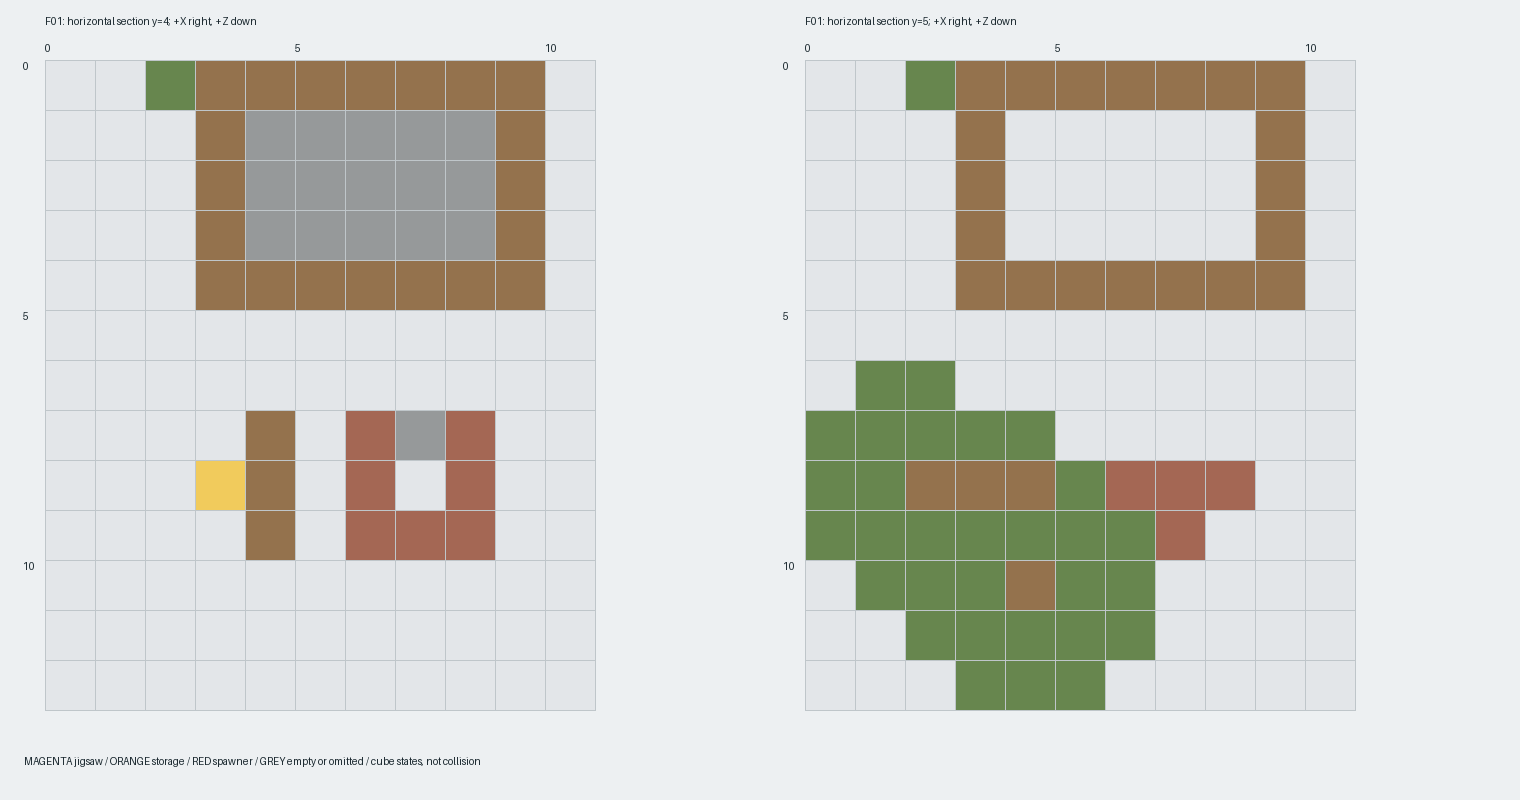 F01: horizontal section y=4; +X right, +Z down
F01: horizontal section y=5; +X right, +Z down
0 5 10
0 5 10
0
0
5
5
10
10
MAGENTA jigsaw / ORANGE storage / RED spawner / GREY empty or omitted / cube states, not collision